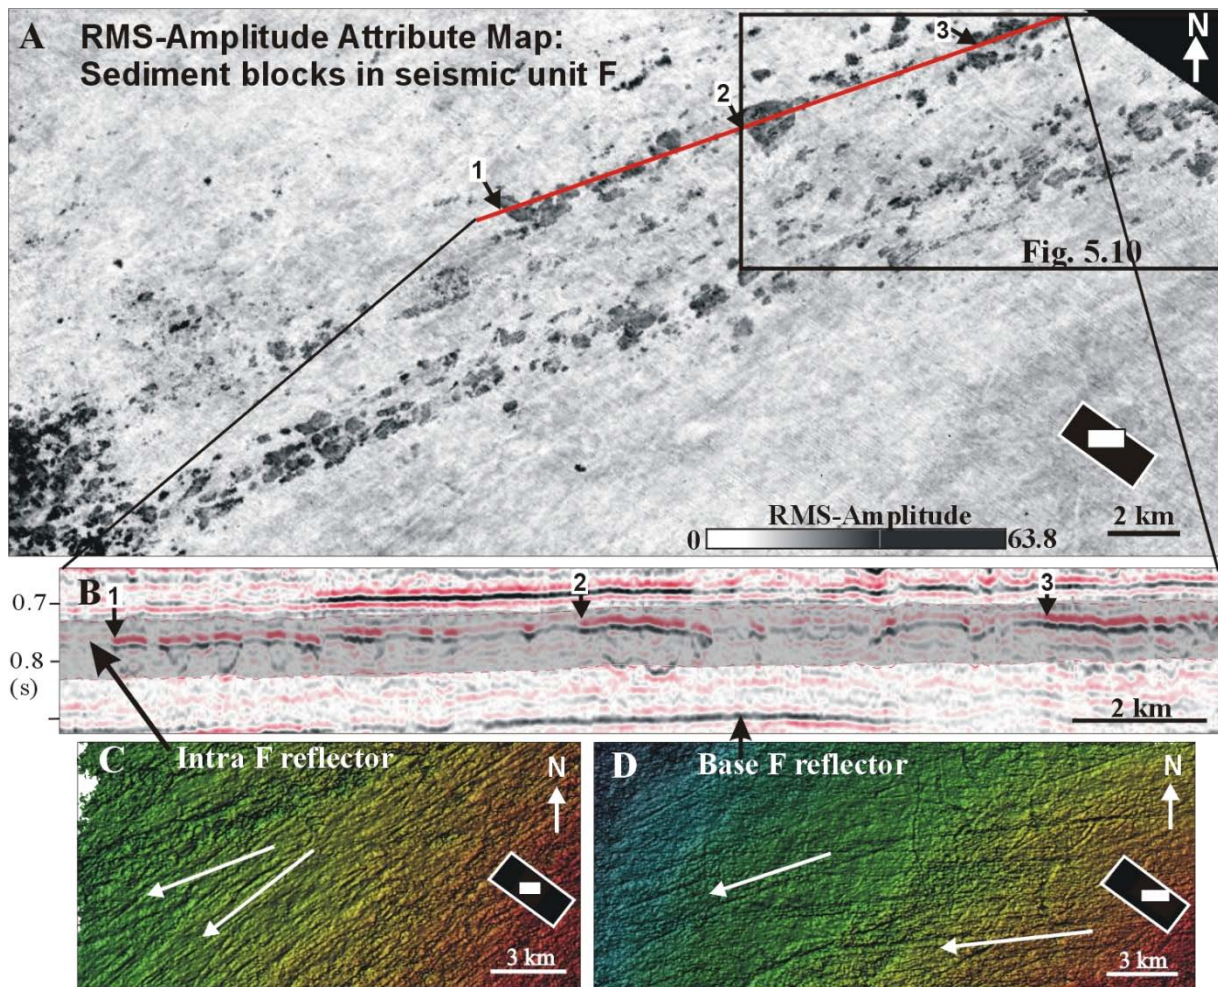 A RMS-Amplitude Attribute Map:
Sediment blocks in seismic unit F
N
1
2
3
Fig. 5.10
RMS-Amplitude
0 63.8
2 km
B
1
2
3
0.7
0.8
(s)
2 km
Intra F reflector
Base F reflector
C
N
3 km
D
N
3 km